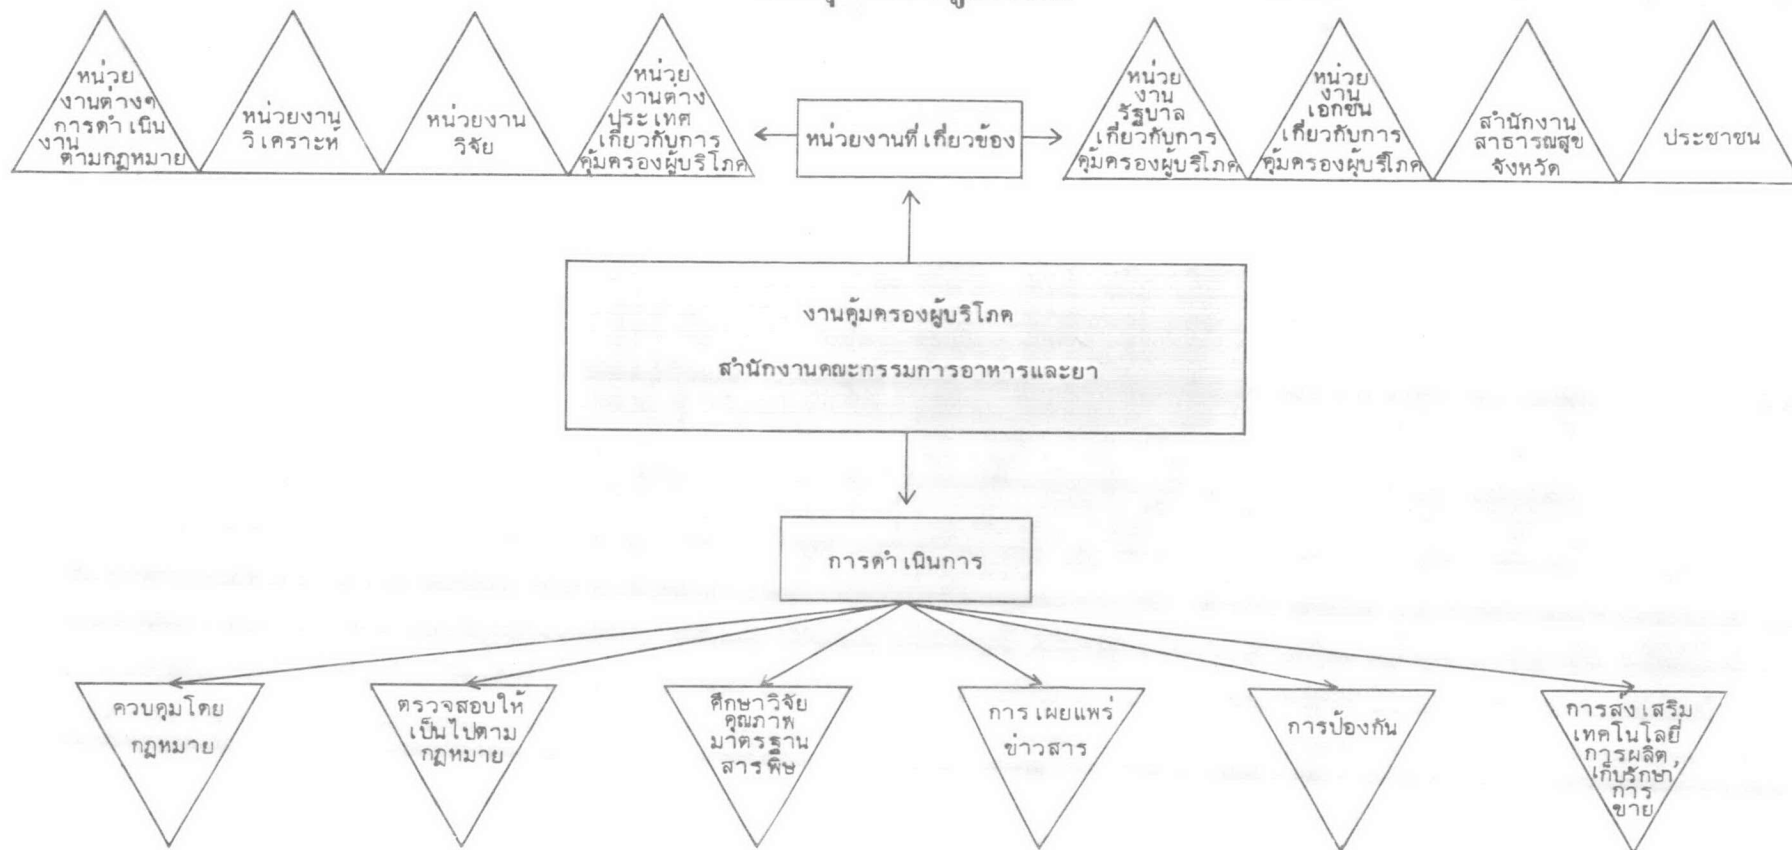 หน่วย
งานต่างๆ
การดำเนิน
งาน
ตามกฎหมาย
หน่วยงาน
วิเคราะห์
หน่วยงาน
วิจัย
หน่วย
งานต่าง
ประเทศ
เกี่ยวกับการ
คุ้มครองผู้บริโภค
หน่วยงานที่เกี่ยวข้อง
หน่วย
งาน
รัฐบาล
เกี่ยวกับการ
คุ้มครองผู้บริโภค
หน่วย
งาน
เอกชน
เกี่ยวกับการ
คุ้มครองผู้บริโภค
สำนักงาน
สาธารณสุข
จังหวัด
ประชาชน
งานคุ้มครองผู้บริโภค
สำนักงานคณะกรรมการอาหารและยา
การดำเนินการ
ควบคุมโดย
กฎหมาย
ตรวจสอบให้
เป็นไปตาม
กฎหมาย
ศึกษาวิจัย
คุณภาพ
มาตรฐาน
สารพิษ
การเผยแพร่
ข่าวสาร
การป้องกัน
การส่งเสริม
เทคโนโลยี
การผลิต,
เก็บรักษา
การ
ขาย